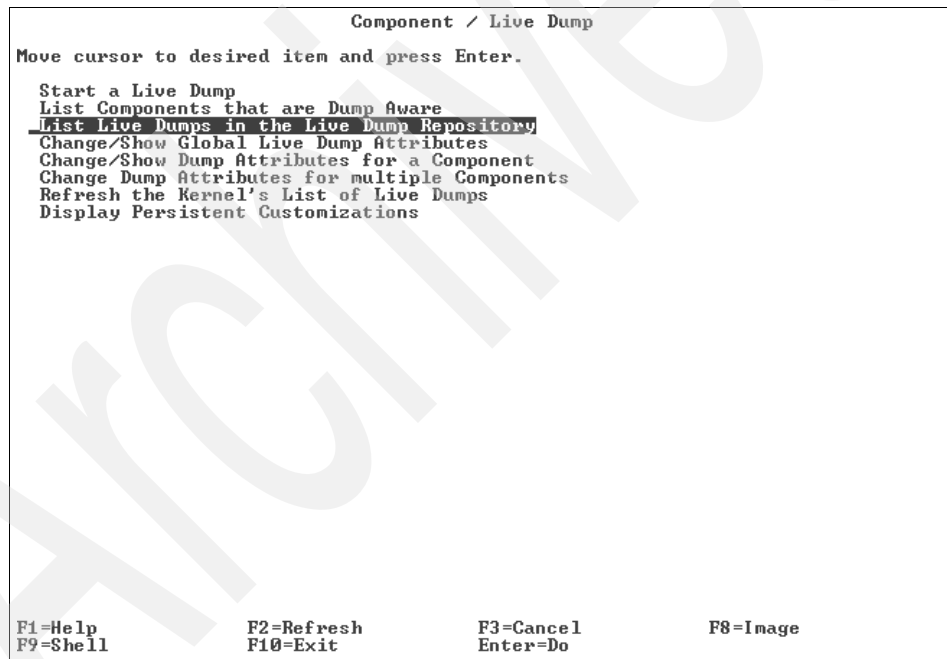 Component / Live Dump
Move cursor to desired item and press Enter.
Start a Live Dump
List Components that are Dump Aware
List Live Dumps in the Live Dump Repository
Change/Show Global Live Dump Attributes
Change/Show Dump Attributes for a Component
Change Dump Attributes for multiple Components
Refresh the Kernel's List of Live Dumps
Display Persistent Customizations
F1=Help F2=Refresh F3=Cancel F8=Image
F9=Shell F10=Exit Enter=Do